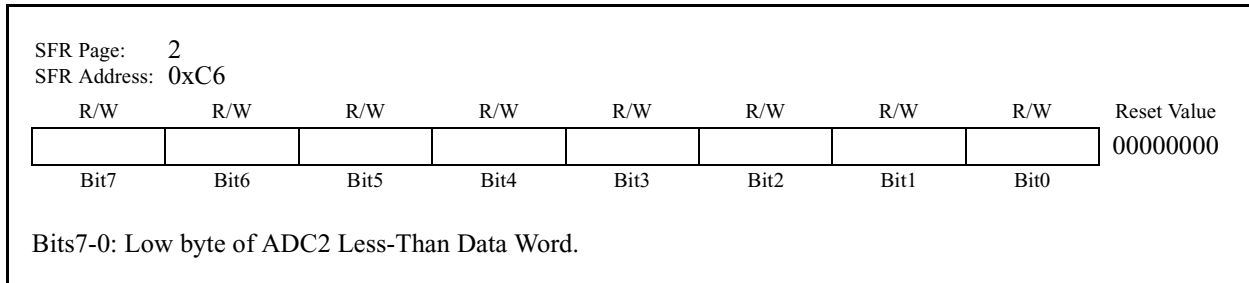 SFR Page: 2
SFR Address: 0xC6
R/W R/W R/W R/W R/W R/W R/W R/W Reset Value
00000000
Bit7 Bit6 Bit5 Bit4 Bit3 Bit2 Bit1 Bit0
Bits7-0: Low byte of ADC2 Less-Than Data Word.